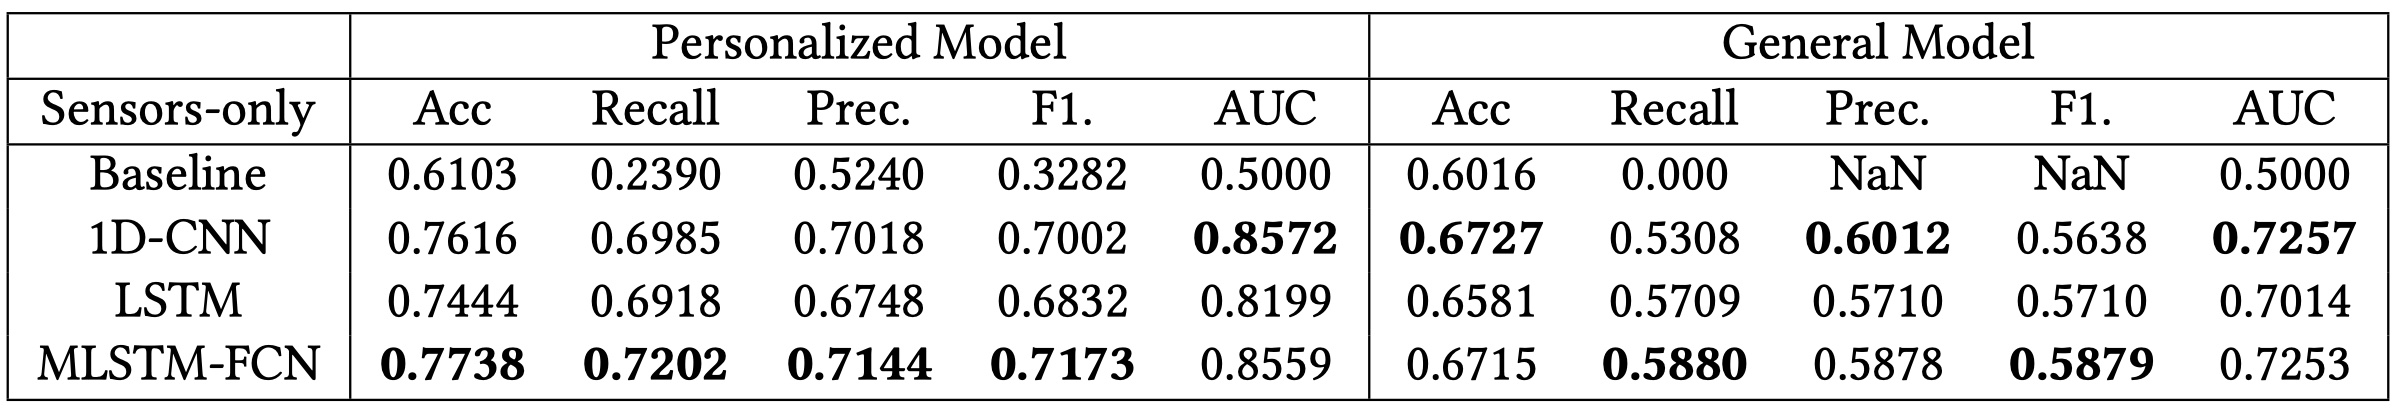 Personalized Model General Model
Sensors-only Acc Recall Prec. F1. AUC Acc Recall Prec. F1. AUC
Baseline 0.6103 0.2390 0.5240 0.3282 0.5000 0.6016 0.000 NaN NaN 0.5000
1D-CNN 0.7616 0.6985 0.7018 0.7002 0.8572 0.6727 0.5308 0.6012 0.5638 0.7257
LSTM 0.7444 0.6918 0.6748 0.6832 0.8199 0.6581 0.5709 0.5710 0.5710 0.7014
MLSTM-FCN 0.7738 0.7202 0.7144 0.7173 0.8559 0.6715 0.5880 0.5878 0.5879 0.7253